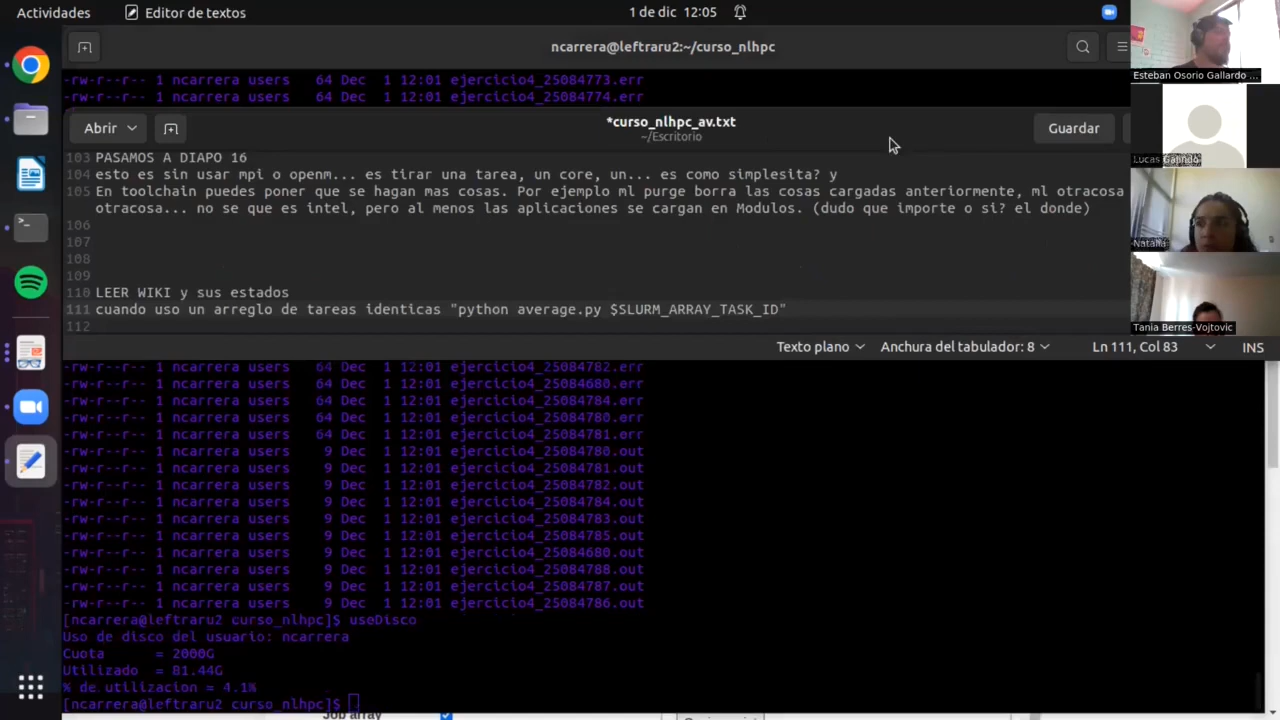 Actividades
Editor de textos
1 de dic 12:05
ncarrera@leftraru2:~/curso_nlhpc
-rw-r--r-- 1 ncarrera users 64 Dec 1 12:01 ejercicio4_25084773.err
-rw-r--r-- 1 ncarrera users 64 Dec 1 12:01 ejercicio4_25084774.err
Abrir
*curso_nlhpc_av.txt
~/Escritorio
Guardar
103 PASAMOS A DIAPO 16
104 esto es sin usar mpi o openm... es tirar una tarea, un core, un... es como simplesita? y
105 En toolchain puedes poner que se hagan mas cosas. Por ejemplo ml purge borra las cosas cargadas anteriormente, ml otracosa
otracosa... no se que es intel, pero al menos las aplicaciones se cargan en Modulos. (dudo que importe o si? el donde)
106
107
108
109
110 LEER WIKI y sus estados
111 cuando uso un arreglo de tareas identicas "python average.py $SLURM_ARRAY_TASK_ID"
112
Texto plano
Anchura del tabulador: 8
Ln 111, Col 83
INS
-rw-r--r-- 1 ncarrera users 64 Dec 1 12:01 ejercicio4_25084782.err
-rw-r--r-- 1 ncarrera users 64 Dec 1 12:01 ejercicio4_25084680.err
-rw-r--r-- 1 ncarrera users 64 Dec 1 12:01 ejercicio4_25084784.err
-rw-r--r-- 1 ncarrera users 64 Dec 1 12:01 ejercicio4_25084780.err
-rw-r--r-- 1 ncarrera users 64 Dec 1 12:01 ejercicio4_25084781.err
-rw-r--r-- 1 ncarrera users 9 Dec 1 12:01 ejercicio4_25084780.out
-rw-r--r-- 1 ncarrera users 9 Dec 1 12:01 ejercicio4_25084781.out
-rw-r--r-- 1 ncarrera users 9 Dec 1 12:01 ejercicio4_25084782.out
-rw-r--r-- 1 ncarrera users 9 Dec 1 12:01 ejercicio4_25084784.out
-rw-r--r-- 1 ncarrera users 9 Dec 1 12:01 ejercicio4_25084783.out
-rw-r--r-- 1 ncarrera users 9 Dec 1 12:01 ejercicio4_25084785.out
-rw-r--r-- 1 ncarrera users 9 Dec 1 12:01 ejercicio4_25084680.out
-rw-r--r-- 1 ncarrera users 9 Dec 1 12:01 ejercicio4_25084788.out
-rw-r--r-- 1 ncarrera users 9 Dec 1 12:01 ejercicio4_25084787.out
-rw-r--r-- 1 ncarrera users 9 Dec 1 12:01 ejercicio4_25084786.out
[ncarrera@leftraru2 curso_nlhpc]$ useDisco
Uso de disco del usuario: ncarrera
Cuota = 2000G
Utilizado = 81.44G
% de utilizacion = 4.1%
[ncarrera@leftraru2 curso_nlhpc]$
Job array
Esteban Osorio Gallardo ...
Lucas Galindo
Natalia
Tania Berres-Vojtovic